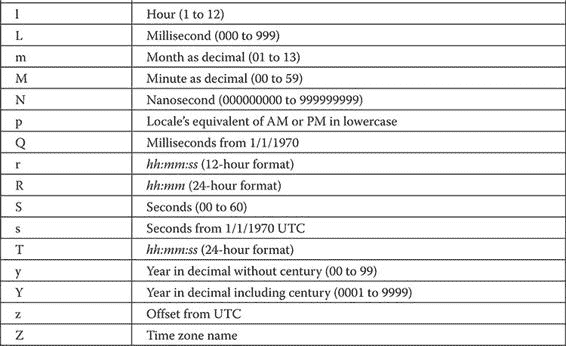 l Hour (1 to 12)
L Millisecond (000 to 999)
m Month as decimal (01 to 13)
M Minute as decimal (00 to 59)
N Nanosecond (000000000 to 999999999)
p Locale's equivalent of AM or PM in lowercase
Q Milliseconds from 1/1/1970
r hh:mm:ss (12-hour format)
R hh:mm (24-hour format)
S Seconds (00 to 60)
s Seconds from 1/1/1970 UTC
T hh:mm:ss (24-hour format)
y Year in decimal without century (00 to 99)
Y Year in decimal including century (0001 to 9999)
z Offset from UTC
Z Time zone name